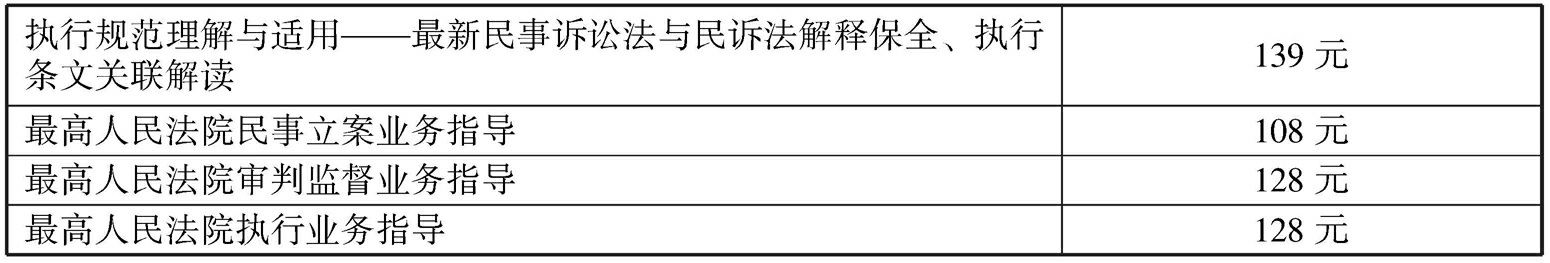 执行规范理解与适用——最新民事诉讼法与民诉法解释保全、执行
条文关联解读
139 元
最高人民法院民事立案业务指导
108 元
最高人民法院审判监督业务指导
128 元
最高人民法院执行业务指导
128 元